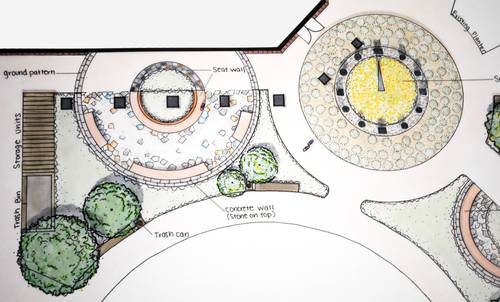 ground pattern
Seat wall
Existing Planter
Storage Units
Trash Bin
Concrete Wall
(Stone on top)
Trash can